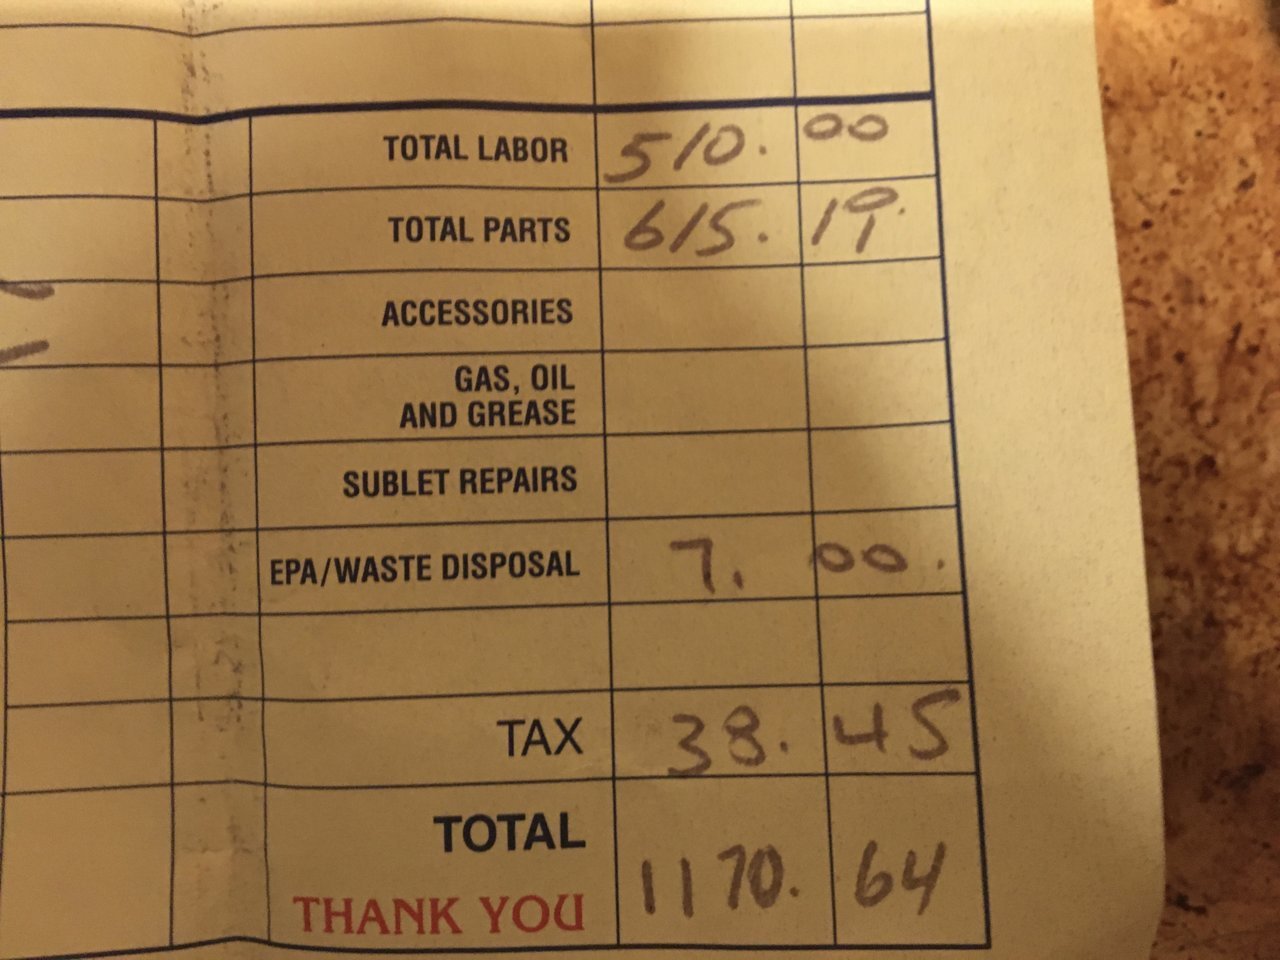 TOTAL LABOR 510. 00
TOTAL PARTS 615. 19
ACCESSORIES
GAS, OIL
AND GREASE
SUBLET REPAIRS
EPA/WASTE DISPOSAL 7. 00.
TAX 38. 45
TOTAL 1170. 64
THANK YOU